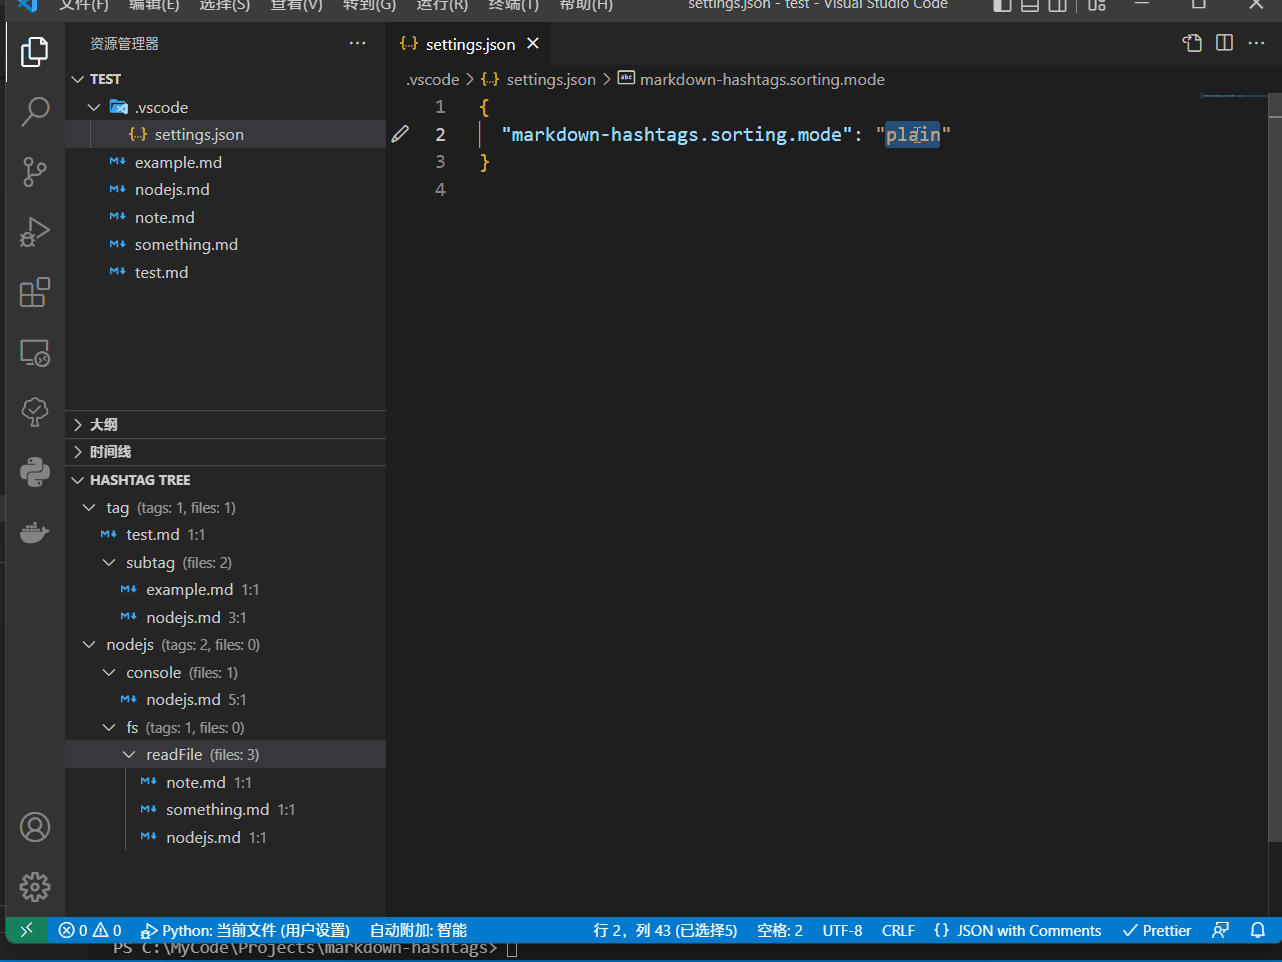 文件(F) 编辑(E) 选择(S) 查看(V) 转到(G) 运行(R) 终端(T) 帮助(H) settings.json - test - Visual Studio Code
资源管理器
TEST
.vscode
settings.json
example.md
nodejs.md
note.md
something.md
test.md
大纲
时间线
HASHTAG TREE
tag (tags: 1, files: 1)
test.md 1:1
subtag (files: 2)
example.md 1:1
nodejs.md 3:1
nodejs (tags: 2, files: 0)
console (files: 1)
nodejs.md 5:1
fs (tags: 1, files: 0)
readFile (files: 3)
note.md 1:1
something.md 1:1
nodejs.md 1:1
{..} settings.json
.vscode > {..} settings.json > abc markdown-hashtags.sorting.mode
1 {
2 "markdown-hashtags.sorting.mode": "plain"
3 }
4
0 0 Python: 当前文件 (用户设置) 自动附加: 智能 行 2，列 43 (已选择5) 空格: 2 UTF-8 CRLF {} JSON with Comments Prettier
PS C:\MyCode\Projects\markdown-hashtags>